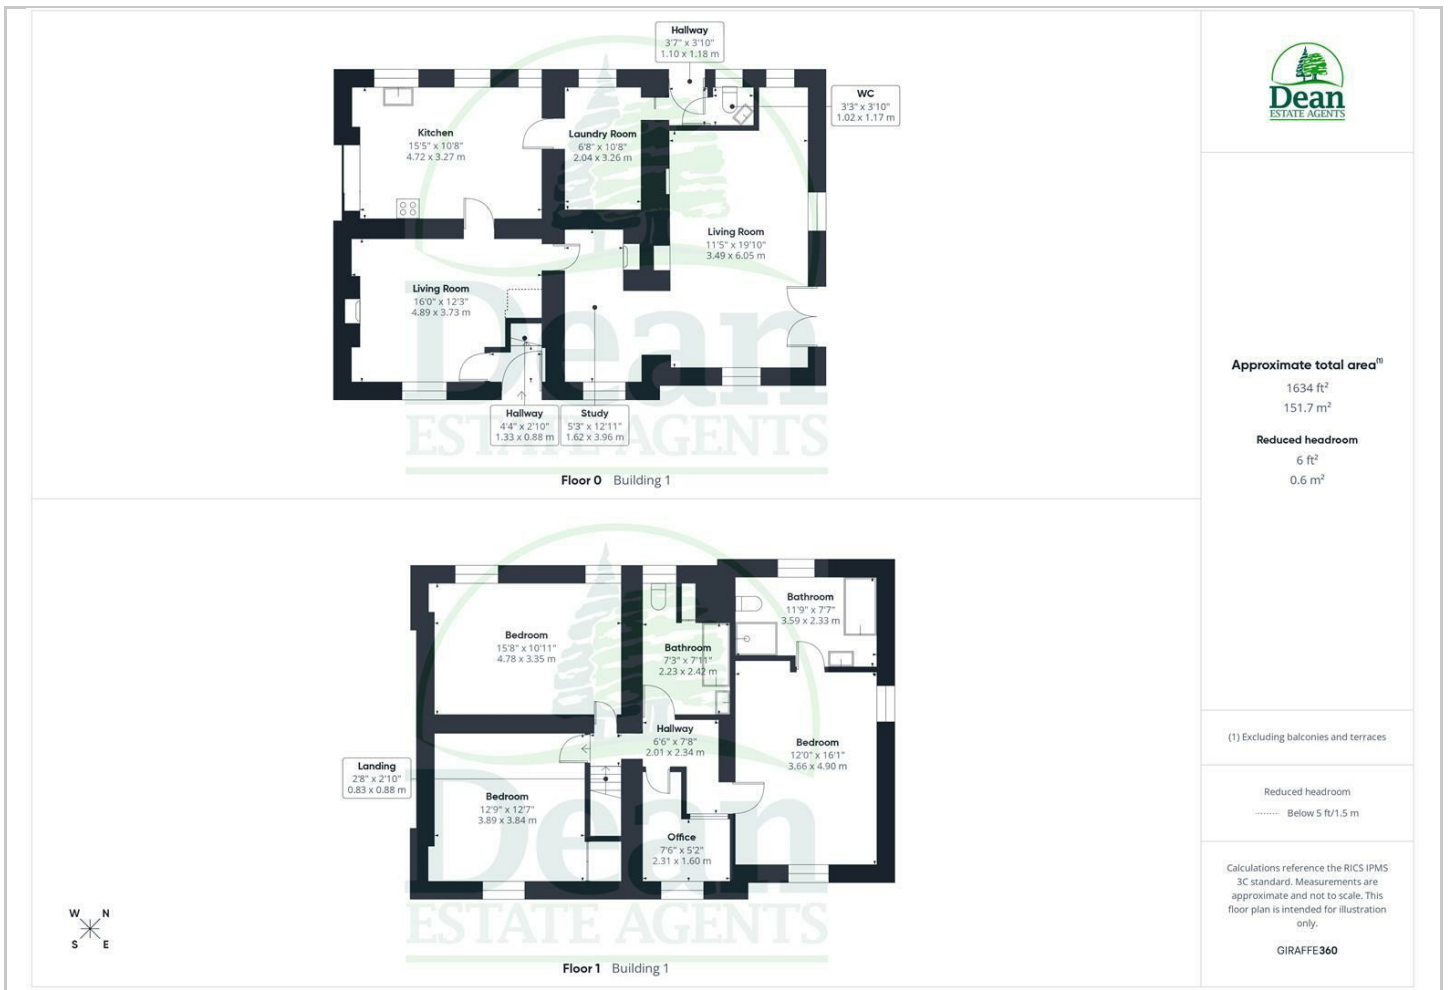 Hallway
3'7" x 3'10"
1.10 x 1.18 m
WC
3'3" x 3'10"
1.02 x 1.17 m
Kitchen
15'5" x 10'8"
4.72 x 3.27 m
Laundry Room
6'8" x 10'8"
2.04 x 3.26 m
Living Room
11'5" x 19'10"
3.49 x 6.05 m
Living Room
16'0" x 12'3"
4.89 x 3.73 m
Hallway
4'4" x 2'10"
1.33 x 0.88 m
Study
5'3" x 12'11"
1.62 x 3.96 m
Dean
ESTATE AGENTS
Floor 0 Building 1
Bedroom
15'8" x 10'11"
4.78 x 3.35 m
Bathroom
7'3" x 7'11"
2.23 x 2.42 m
Bathroom
11'9" x 7'7"
3.59 x 2.33 m
Hallway
6'6" x 7'8"
2.01 x 2.34 m
Bedroom
12'0" x 16'1"
3.66 x 4.90 m
Landing
2'8" x 2'10"
0.83 x 0.88 m
Bedroom
12'9" x 12'7"
3.89 x 3.84 m
Office
7'6" x 5'2"
2.31 x 1.60 m
Dean
ESTATE AGENTS
W N
S E
Floor 1 Building 1
Dean
ESTATE AGENTS
Approximate total area(1)
1634 ft²
151.7 m²
Reduced headroom
6 ft²
0.6 m²
(1) Excluding balconies and terraces
Reduced headroom
Below 5 ft/1.5 m
Calculations reference the RICS IPMS
3C standard. Measurements are
approximate and not to scale. This
floor plan is intended for illustration
only.
GIRAFFE360